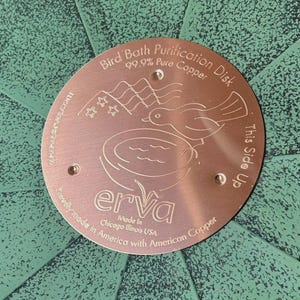 Bird Bath Purification Disk
99.9% Pure Copper
This Side Up
erva
Made In
Chicago Illinois USA
made in America with American Copper